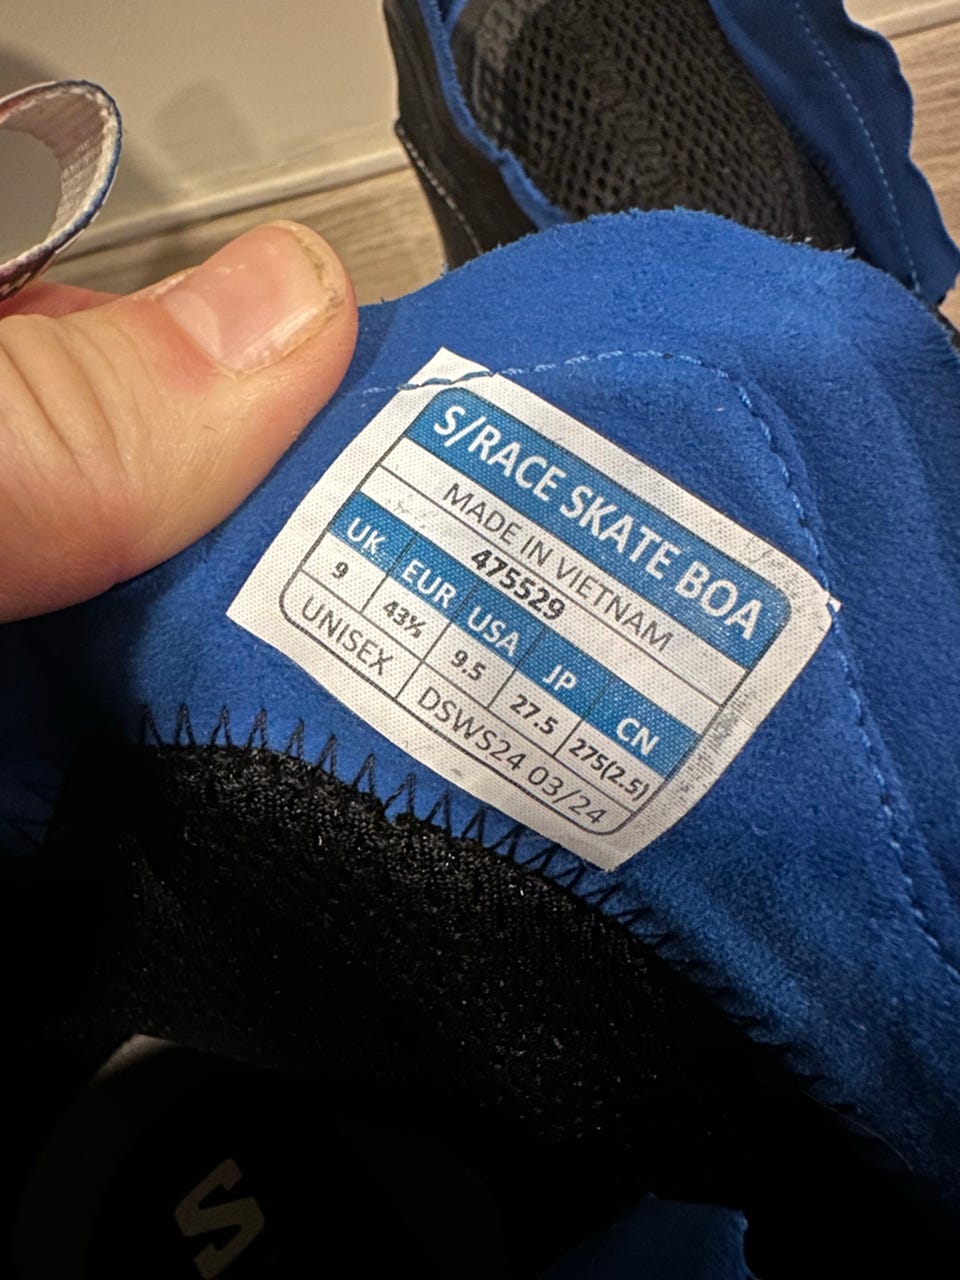 S/RACE SKATE BOA
MADE IN VIETNAM
475529
UK EUR USA JP CN
9 43⅓ 9.5 27.5 275(2.5)
UNISEX DSWS24 03/24
S